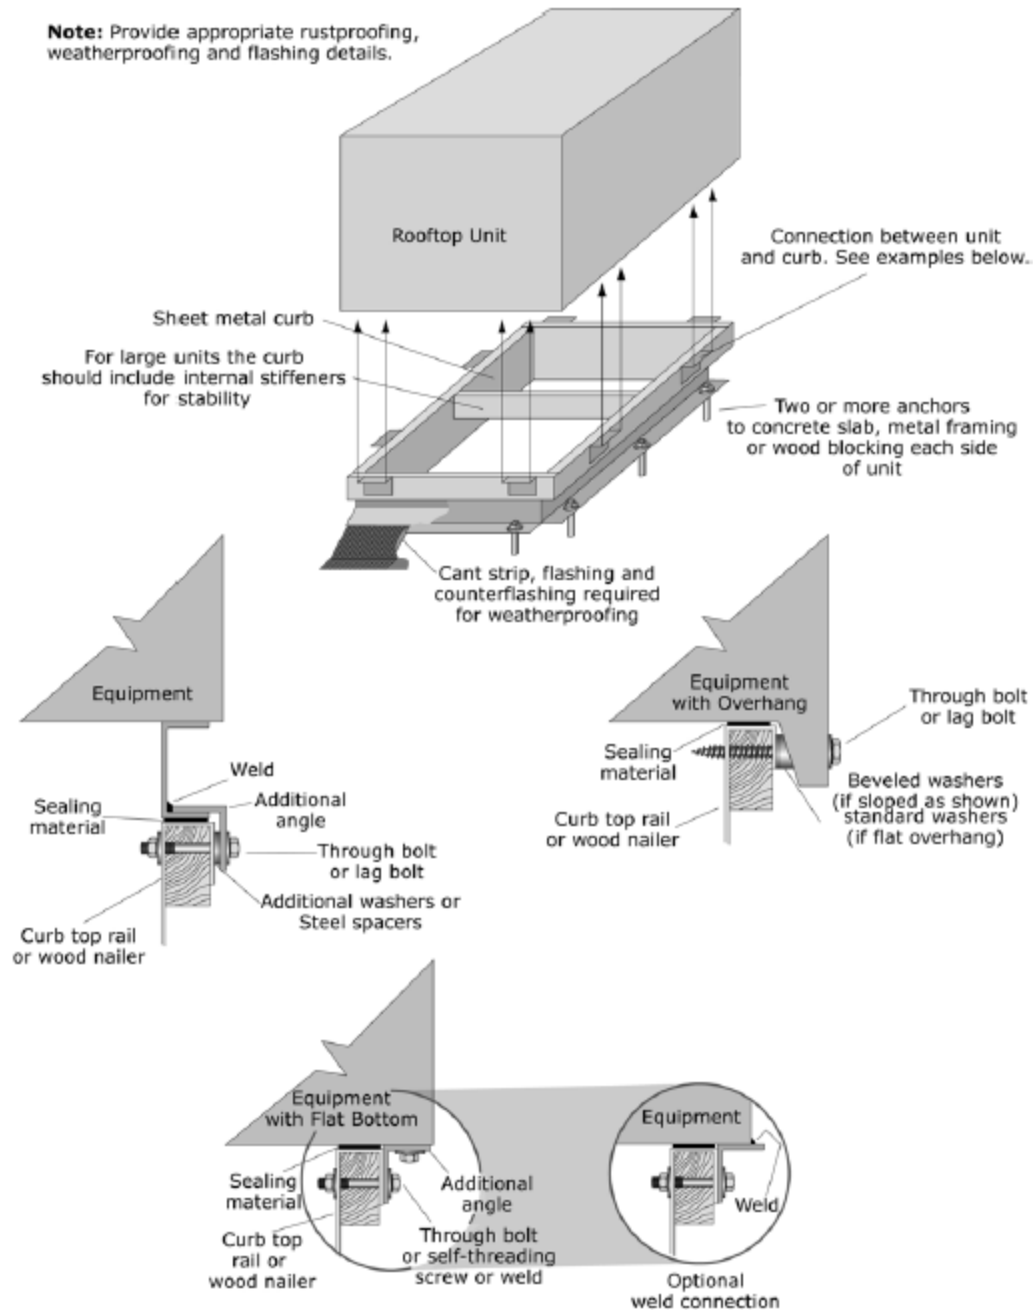 Note: Provide appropriate rustproofing,
weatherproofing and flashing details.
Rooftop Unit
Connection between unit
and curb. See examples below.
Sheet metal curb
For large units the curb
should include internal stiffeners
for stability
Two or more anchors
to concrete slab, metal framing
or wood blocking each side
of unit
Cant strip, flashing and
counterflashing required
for weatherproofing
Equipment
Weld
Sealing
material
Additional
angle
Through bolt
or lag bolt
Additional washers or
Steel spacers
Curb top rail
or wood nailer
Equipment
with Overhang
Through bolt
or lag bolt
Sealing
material
Beveled washers
(if sloped as shown)
standard washers
(if flat overhang)
Curb top rail
or wood nailer
Equipment
with Flat Bottom
Sealing
material
Additional
angle
Curb top
rail or
wood nailer
Through bolt
or self-threading
screw or weld
Equipment
Weld
Optional
weld connection